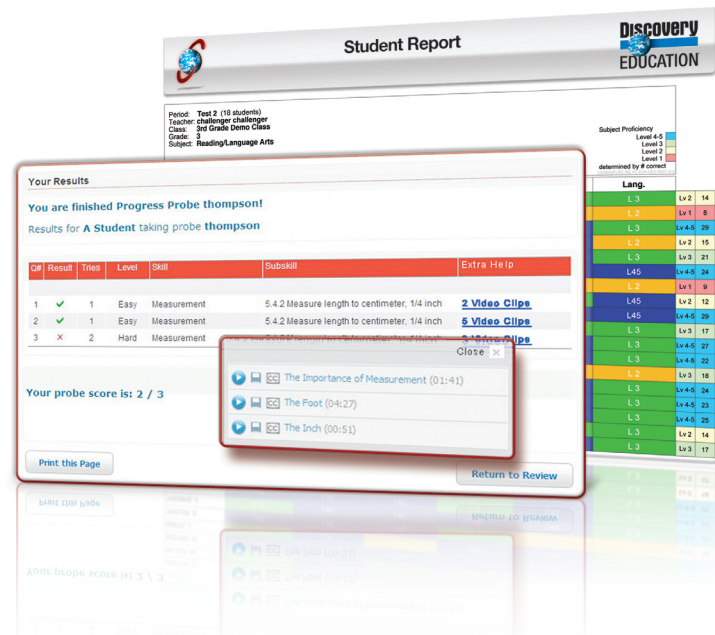 Student Report
DISCOVERY
EDUCATION
Period: Test 2 (18 students)
Teacher: challenger challenger
Class: 3rd Grade Demo Class
Grade: 3
Subject: Reading/Language Arts
Subject Proficiency
Level 4-5
Level 3
Level 2
Level 1
determined by # correct
Lang.
L 3 Lv 2 14
L 2 Lv 1 8
L 3 Lv 4-5 29
L 2 Lv 2 15
L 3 Lv 3 21
L45 Lv 4-5 24
L 2 Lv 1 9
L45 Lv 2 12
L45 Lv 4-5 29
L 3 Lv 3 17
L 3 Lv 4-5 27
L 3 Lv 4-5 22
L 2 Lv 3 18
L 3 Lv 4-5 24
L 3 Lv 4-5 23
L 3 Lv 4-5 25
L 3 Lv 2 14
L 3 Lv 3 17
Your Results
You are finished Progress Probe thompson!
Results for A Student taking probe thompson
Q# Result Tries Level Skill Subskill Extra Help
1 1 Easy Measurement 5.4.2 Measure length to centimeter, 1/4 inch 2 Video Clips
2 1 Easy Measurement 5.4.2 Measure length to centimeter, 1/4 inch 5 Video Clips
3 2 Hard Measurement
Close
CC The Importance of Measurement (01:41)
CC The Foot (04:27)
CC The Inch (00:51)
Your probe score is: 2 / 3
Print this Page
Return to Review